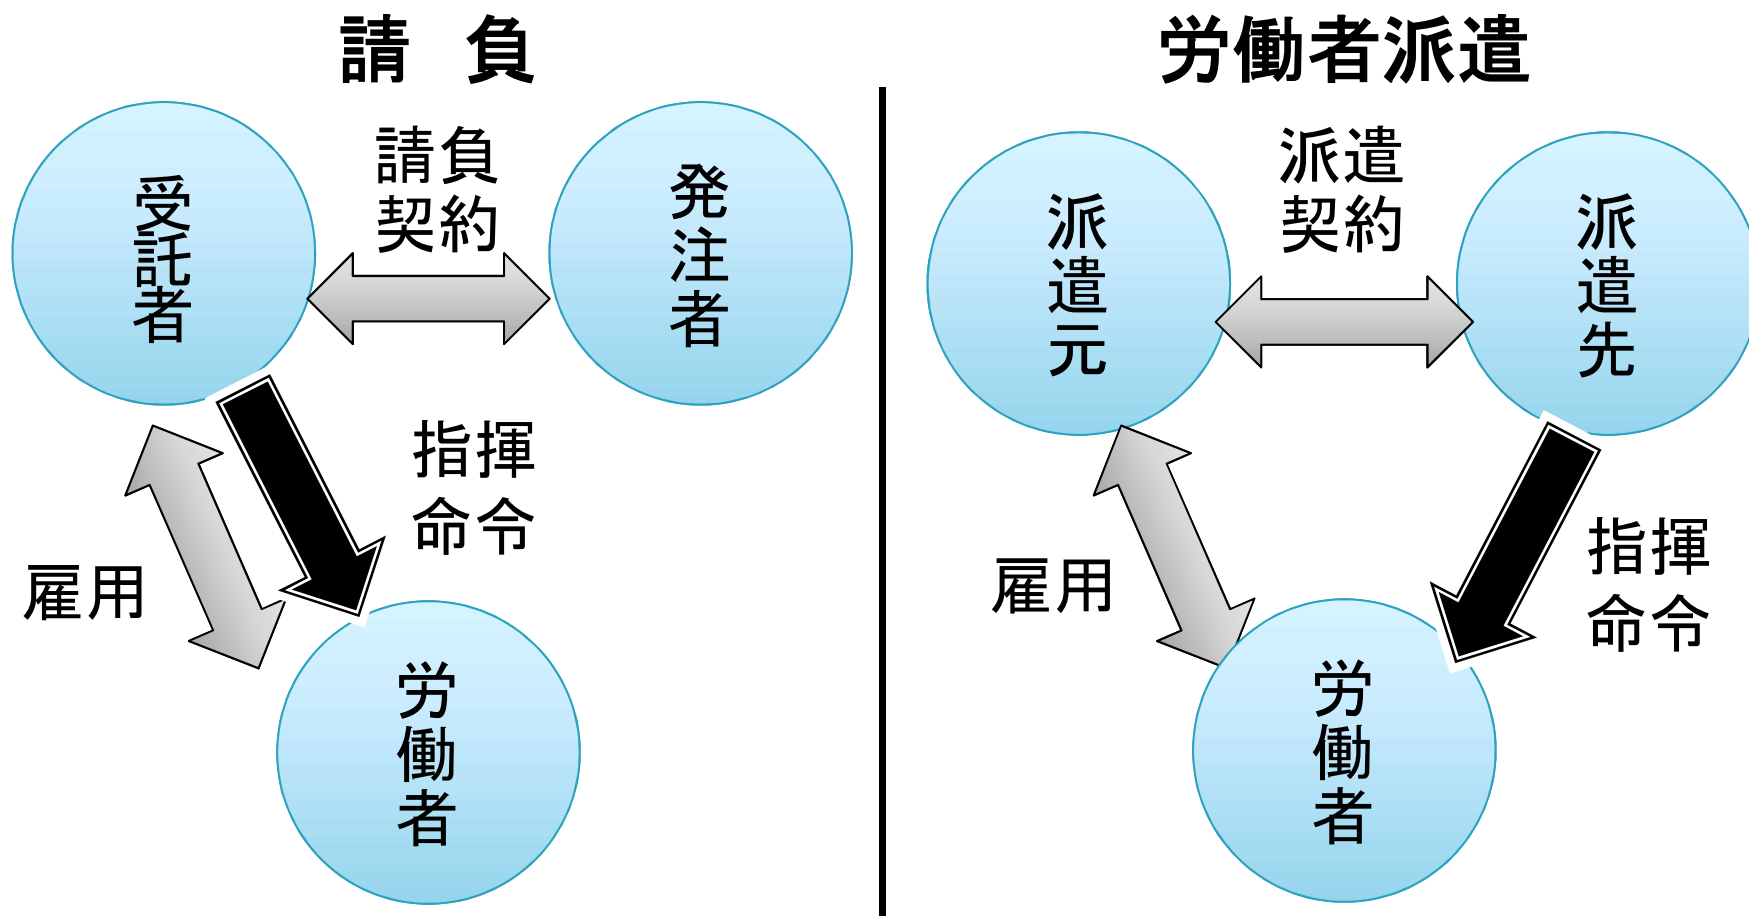 請　負
受託者
請負
契約
発注者
指揮
命令
雇用
労働者
労働者派遣
派遣元
派遣
契約
派遣先
雇用
指揮
命令
労働者